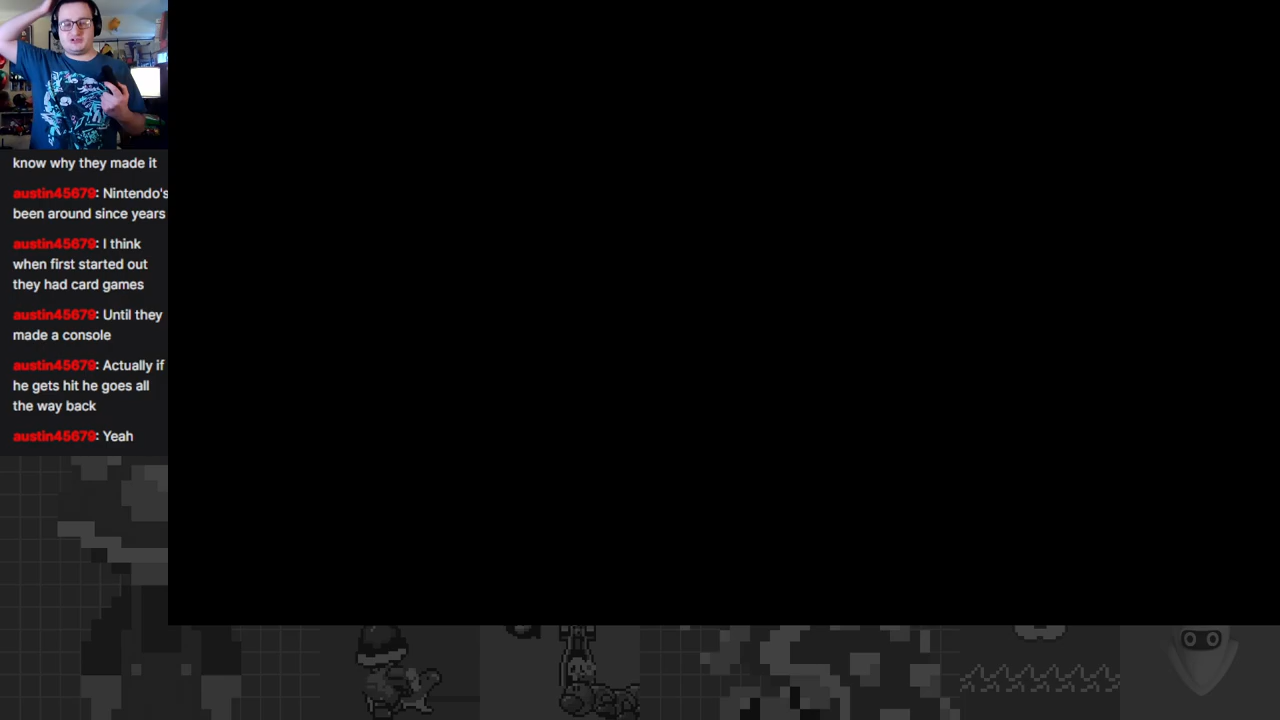 know why they made it
austin45679: Nintendo's
been around since years
austin45679: I think
when first started out
they had card games
austin45679: Until they
made a console
austin45679: Actually if
he gets hit he goes all
the way back
austin45679: Yeah